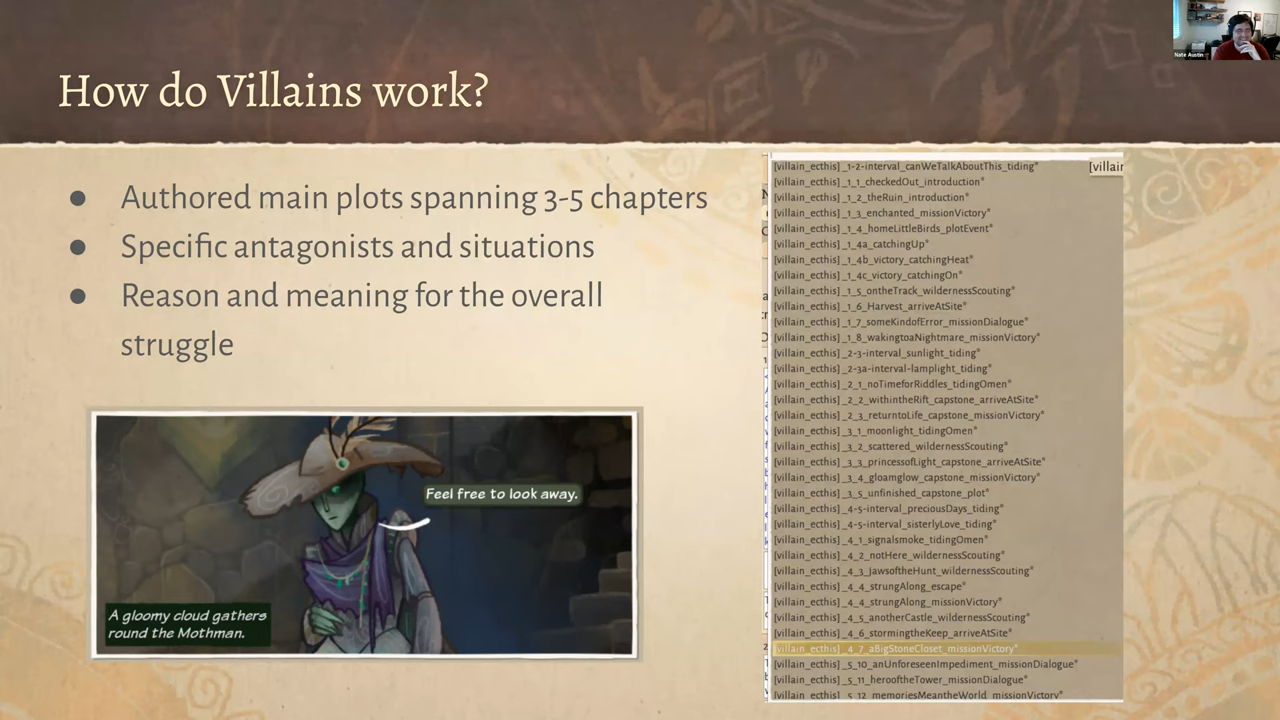 Nate Austin
How do Villains work?
● Authored main plots spanning 3-5 chapters
● Specific antagonists and situations
● Reason and meaning for the overall
struggle
Feel free to look away.
A gloomy cloud gathers
round the Mothman.
[villain_ecthis] _1-2-interval_canWeTalkAboutThis_tiding*
[villain_ecthis] _1_1_checkedOut_introduction*
[villain_ecthis] _1_2_theRuin_introduction*
[villain_ecthis] _1_3_enchanted_missionVictory*
[villain_ecthis] _1_4_homeLittleBirds_plotEvent*
[villain_ecthis] _1_4a_catchingUp*
[villain_ecthis] _1_4b_victory_catchingHeat*
[villain_ecthis] _1_4c_victory_catchingOn*
[villain_ecthis] _1_5_ontheTrack_wildernessScouting*
[villain_ecthis] _1_6_Harvest_arriveAtSite*
[villain_ecthis] _1_7_someKindofError_missionDialogue*
[villain_ecthis] _1_8_wakingtoaNightmare_missionVictory*
[villain_ecthis] _2-3-interval_sunlight_tiding*
[villain_ecthis] _2-3a-interval-lamplight_tiding*
[villain_ecthis] _2_1_noTimeforRiddles_tidingOmen*
[villain_ecthis] _2_2_withintheRift_capstone_arriveAtSite*
[villain_ecthis] _2_3_returntoLife_capstone_missionVictory*
[villain_ecthis] _3_1_moonlight_tidingOmen*
[villain_ecthis] _3_2_scattered_wildernessScouting*
[villain_ecthis] _3_3_princessofLight_capstone_arriveAtSite*
[villain_ecthis] _3_4_gloamglow_capstone_missionVictory*
[villain_ecthis] _3_5_unfinished_capstone_plot*
[villain_ecthis] _4-5-interval_preciousDays_tiding*
[villain_ecthis] _4-5-interval_sisterlyLove_tiding*
[villain_ecthis] _4_1_signalsmoke_tidingOmen*
[villain_ecthis] _4_2_notHere_wildernessScouting*
[villain_ecthis] _4_3_JawsoftheHunt_wildernessScouting*
[villain_ecthis] _4_4_strungAlong_escape*
[villain_ecthis] _4_4_strungAlong_missionVictory*
[villain_ecthis] _4_5_anotherCastle_wildernessScouting*
[villain_ecthis] _4_6_stormingtheKeep_arriveAtSite*
[villain_ecthis] _4_7_aBigStoneCloset_missionVictory*
[villain_ecthis] _5_10_anUnforeseenImpediment_missionDialogue*
[villain_ecthis] _5_11_herooftheTower_missionDialogue*
[villain_ecthis] _5_12_memoriesMeantheWorld_missionVictory*
[villair